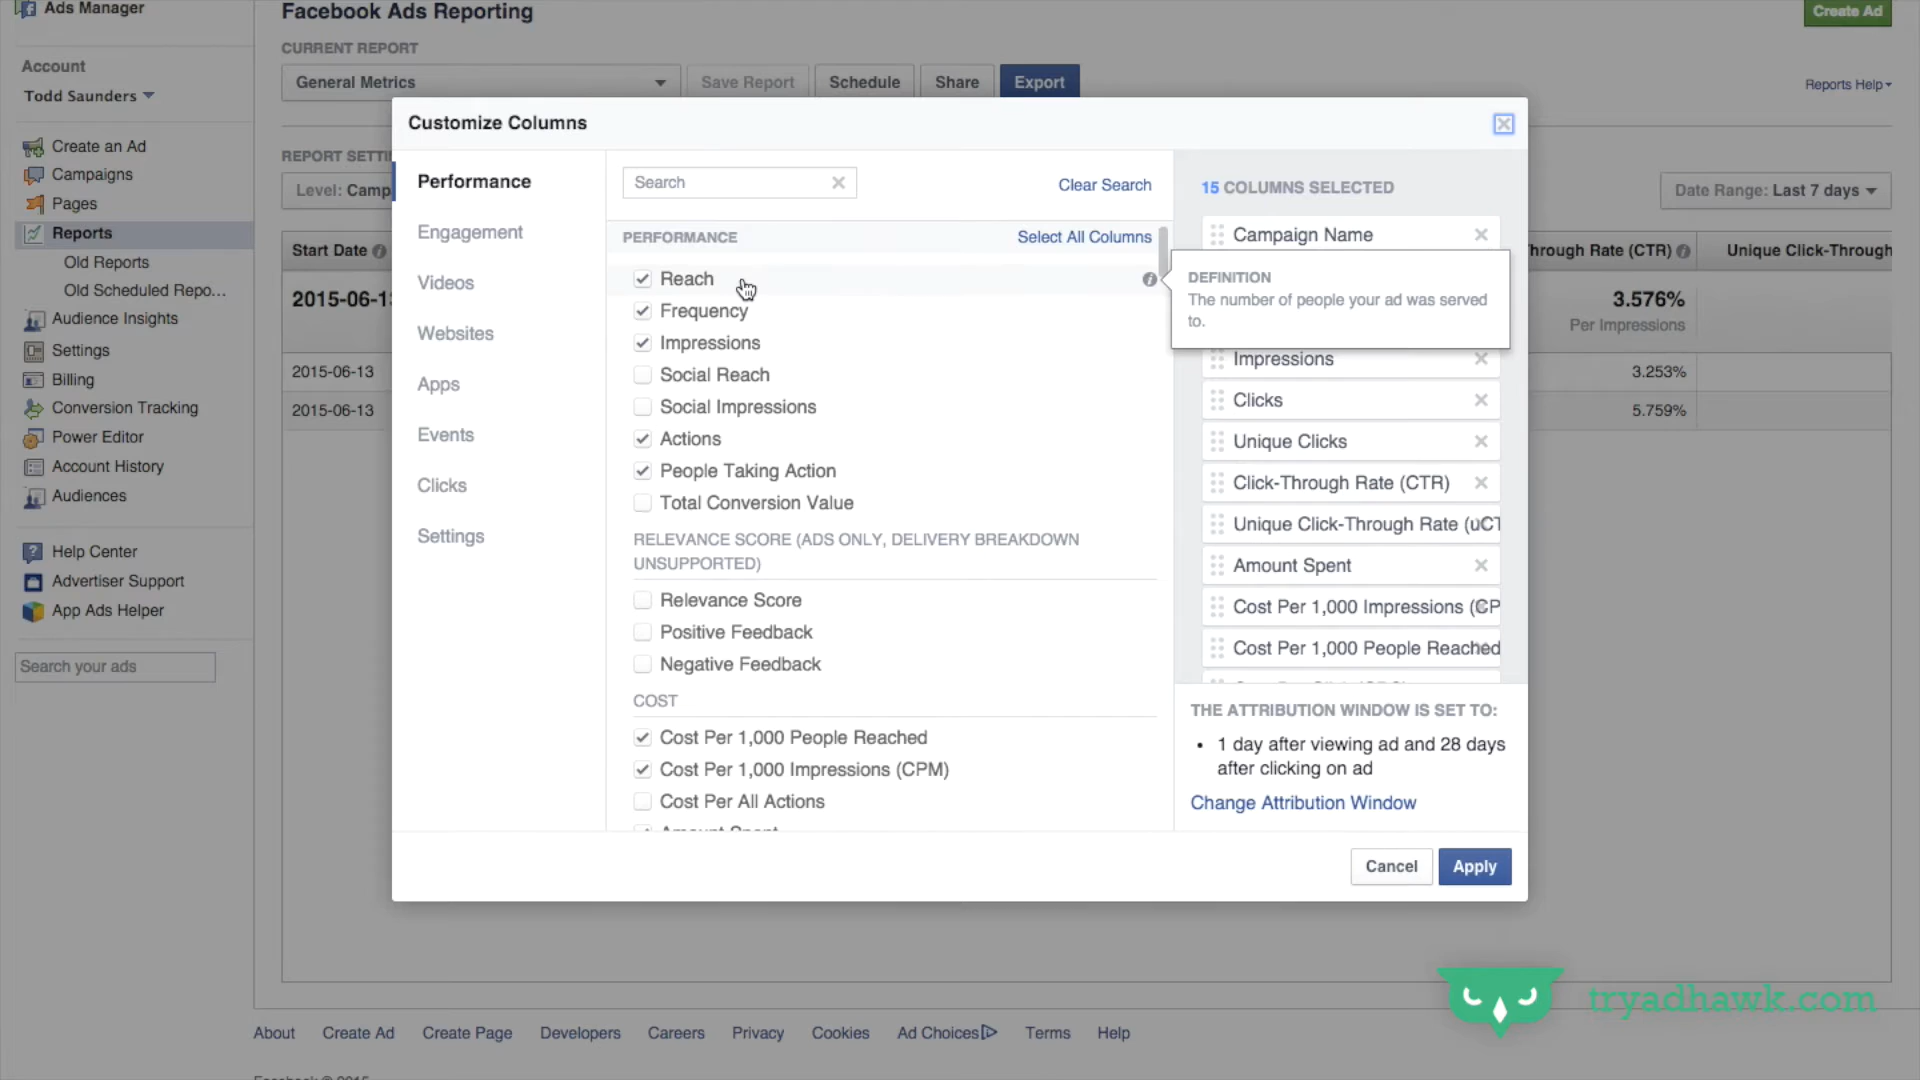 Ads Manager
Facebook Ads Reporting
Create Ad
CURRENT REPORT
Account
Todd Saunders
General Metrics
Save Report
Schedule
Share
Export
Reports Help
Create an Ad
Campaigns
Pages
Reports
Old Reports
Old Scheduled Repo...
Audience Insights
Settings
Billing
Conversion Tracking
Power Editor
Account History
Audiences
Help Center
Advertiser Support
App Ads Helper
Search your ads
REPORT SETTI
Level: Camp
Date Range: Last 7 days
Start Date
hrough Rate (CTR)
Unique Click-Through
2015-06-1
3.576%
Per Impressions
2015-06-13
3.253%
2015-06-13
5.759%
Customize Columns
Performance
Engagement
Videos
Websites
Apps
Events
Clicks
Settings
Search
Clear Search
PERFORMANCE
Select All Columns
Reach
Frequency
Impressions
Social Reach
Social Impressions
Actions
People Taking Action
Total Conversion Value
RELEVANCE SCORE (ADS ONLY, DELIVERY BREAKDOWN
UNSUPPORTED)
Relevance Score
Positive Feedback
Negative Feedback
COST
Cost Per 1,000 People Reached
Cost Per 1,000 Impressions (CPM)
Cost Per All Actions
Amount Spent
15 COLUMNS SELECTED
Campaign Name
DEFINITION
The number of people your ad was served
to.
Impressions
Clicks
Unique Clicks
Click-Through Rate (CTR)
Unique Click-Through Rate (uCT
Amount Spent
Cost Per 1,000 Impressions (CP
Cost Per 1,000 People Reached
THE ATTRIBUTION WINDOW IS SET TO:
• 1 day after viewing ad and 28 days
after clicking on ad
Change Attribution Window
Cancel
Apply
tryadhawk.com
About
Create Ad
Create Page
Developers
Careers
Privacy
Cookies
Ad Choices
Terms
Help
Facebook © 2015